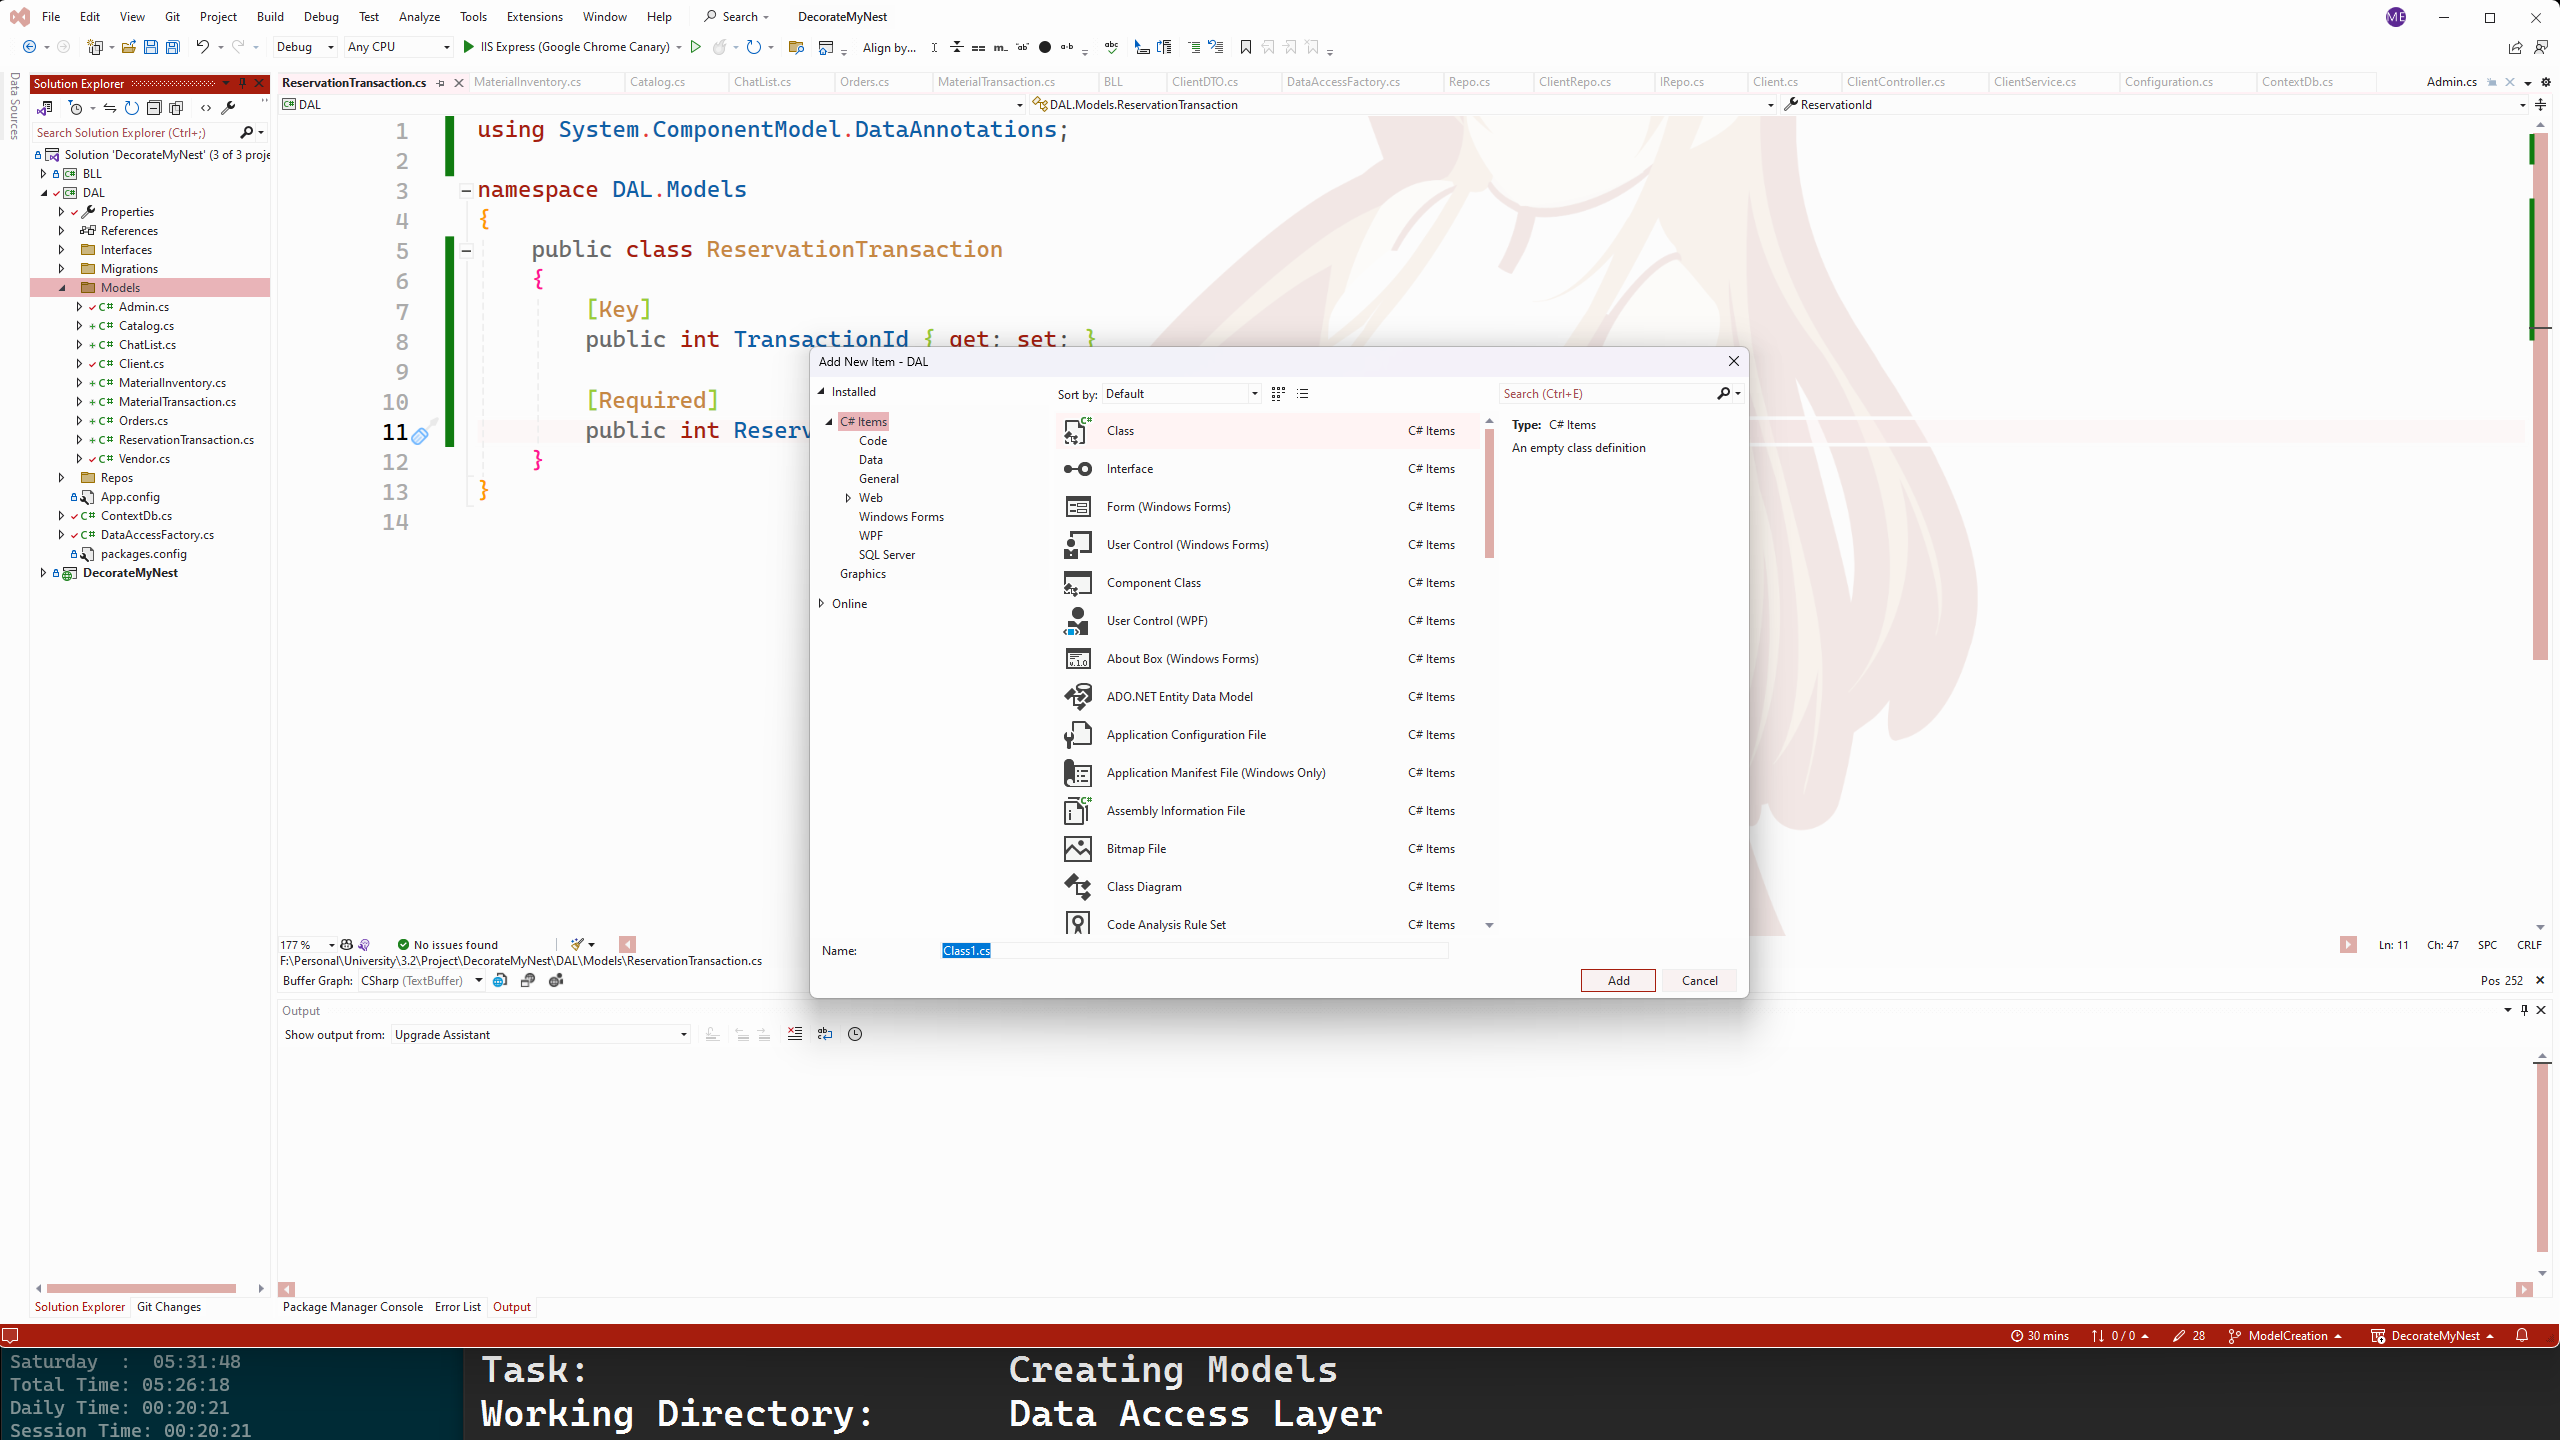 File Edit View Git Project Build Debug Test Analyze Tools Extensions Window Help Search DecorateMyNest ME
Debug Any CPU IIS Express (Google Chrome Canary) Align by...
Data Sources
Solution Explorer
Search Solution Explorer (Ctrl+;)
Solution 'DecorateMyNest' (3 of 3 proje
BLL
DAL
Properties
References
Interfaces
Migrations
Models
Admin.cs
Catalog.cs
ChatList.cs
Client.cs
MaterialInventory.cs
MaterialTransaction.cs
Orders.cs
ReservationTransaction.cs
Vendor.cs
Repos
App.config
ContextDb.cs
DataAccessFactory.cs
packages.config
DecorateMyNest
Solution Explorer Git Changes
ReservationTransaction.cs MaterialInventory.cs Catalog.cs ChatList.cs Orders.cs MaterialTransaction.cs BLL ClientDTO.cs DataAccessFactory.cs Repo.cs ClientRepo.cs IRepo.cs Client.cs ClientController.cs ClientService.cs Configuration.cs ContextDb.cs Admin.cs
DAL DAL.Models.ReservationTransaction ReservationId
1 using System.ComponentModel.DataAnnotations;
2
3 namespace DAL.Models
4 {
5 public class ReservationTransaction
6 {
7 [Key]
8 public int TransactionId { get; set; }
9
10 [Required]
11 public int Reserv
12 }
13 }
14
Add New Item - DAL
Installed
C# Items
Code
Data
General
Web
Windows Forms
WPF
SQL Server
Graphics
Online
Sort by: Default
Class C# Items
Interface C# Items
Form (Windows Forms) C# Items
User Control (Windows Forms) C# Items
Component Class C# Items
User Control (WPF) C# Items
About Box (Windows Forms) C# Items
ADO.NET Entity Data Model C# Items
Application Configuration File C# Items
Application Manifest File (Windows Only) C# Items
Assembly Information File C# Items
Bitmap File C# Items
Class Diagram C# Items
Code Analysis Rule Set C# Items
Search (Ctrl+E)
Type: C# Items
An empty class definition
Name: Class1.cs
Add Cancel
177 % No issues found Ln: 11 Ch: 47 SPC CRLF
F:\Personal\University\3.2\Project\DecorateMyNest\DAL\Models\ReservationTransaction.cs
Buffer Graph: CSharp (TextBuffer) Pos 252
Output
Show output from: Upgrade Assistant
Package Manager Console Error List Output
30 mins 0 / 0 28 ModelCreation DecorateMyNest
Saturday : 05:31:48
Total Time: 05:26:18
Daily Time: 00:20:21
Session Time: 00:20:21
Task: Creating Models
Working Directory: Data Access Layer